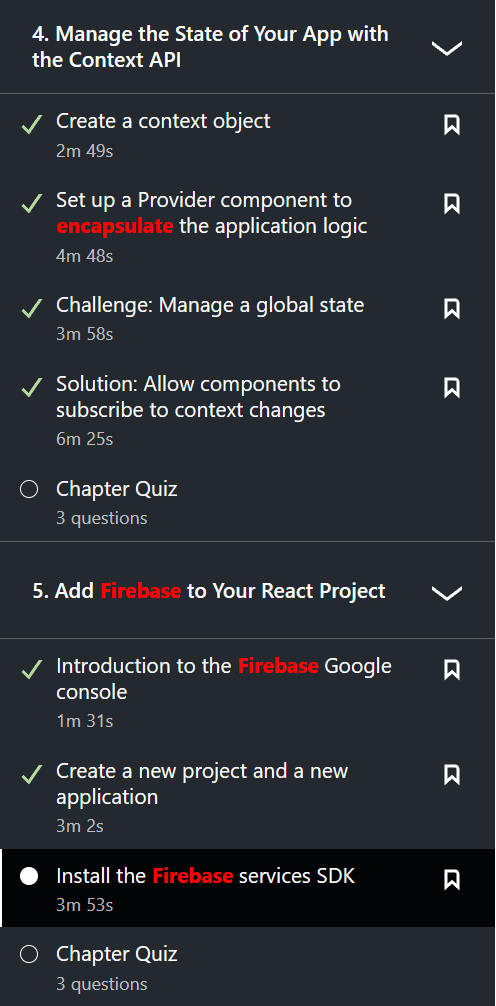 4. Manage the State of Your App with
the Context API
Create a context object
2m 49s
Set up a Provider component to
encapsulate the application logic
4m 48s
Challenge: Manage a global state
3m 58s
Solution: Allow components to
subscribe to context changes
6m 25s
Chapter Quiz
3 questions
5. Add Firebase to Your React Project
Introduction to the Firebase Google
console
1m 31s
Create a new project and a new
application
3m 2s
Install the Firebase services SDK
3m 53s
Chapter Quiz
3 questions